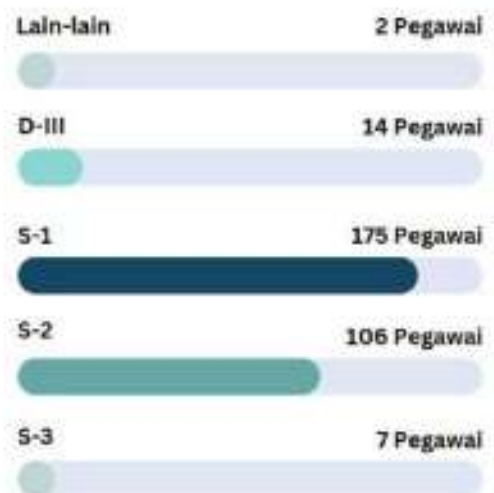 Lain-lain 2 Pegawai
D-III 14 Pegawai
S-1 175 Pegawai
S-2 106 Pegawai
S-3 7 Pegawai